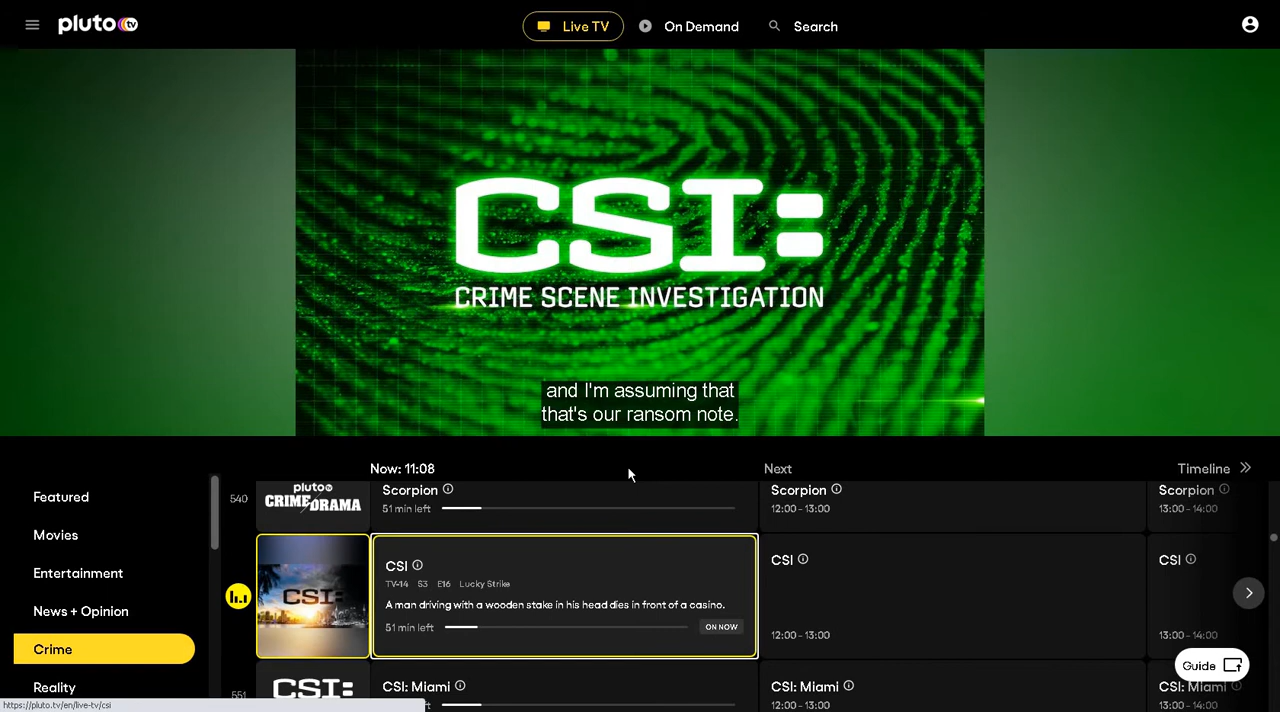 pluto tv
Live TV
On Demand
Search
CSI:
CRIME SCENE INVESTIGATION
and I'm assuming that
that's our ransom note.
Now: 11:08
Next
Timeline
Featured
Movies
Entertainment
News + Opinion
Crime
Reality
540
pluto tv
CRIME DRAMA
Scorpion
51 min left
Scorpion
12:00 – 13:00
Scorpion
13:00 – 14:00
CSI:
CSI
TV-14 S3 E16 Lucky Strike
A man driving with a wooden stake in his head dies in front of a casino.
51 min left
ON NOW
CSI
12:00 – 13:00
CSI
13:00 – 14:00
Guide
551
CSI:
CSI: Miami
CSI: Miami
12:00 – 13:00
CSI: Miami
13:00 – 14:00
https://pluto.tv/en/live-tv/csi